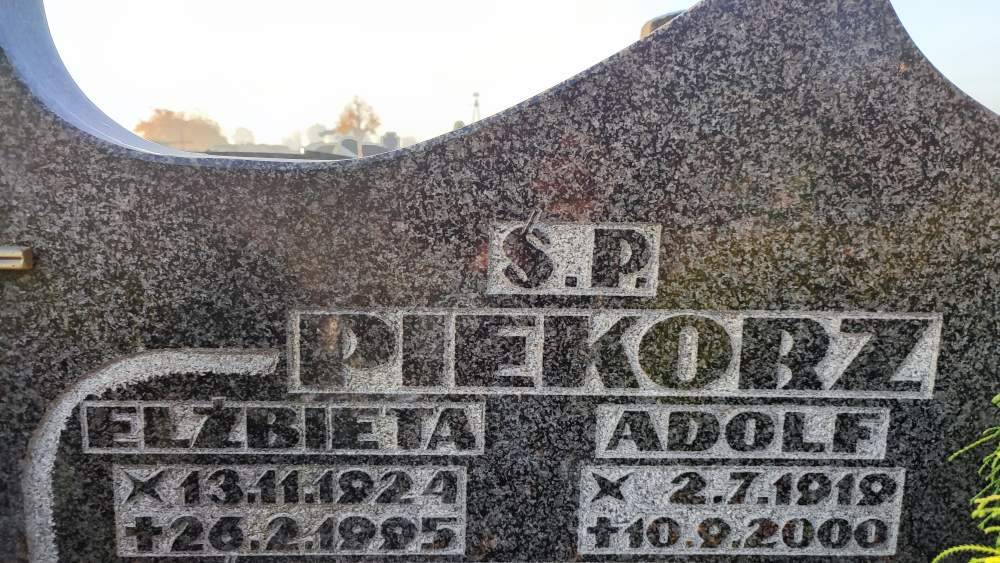 Ś.P.
PIEKORZ
ELŻBIETA ADOLF
×13.11.1924 × 2.7.1919
†26.2.1995 †10.9.2000